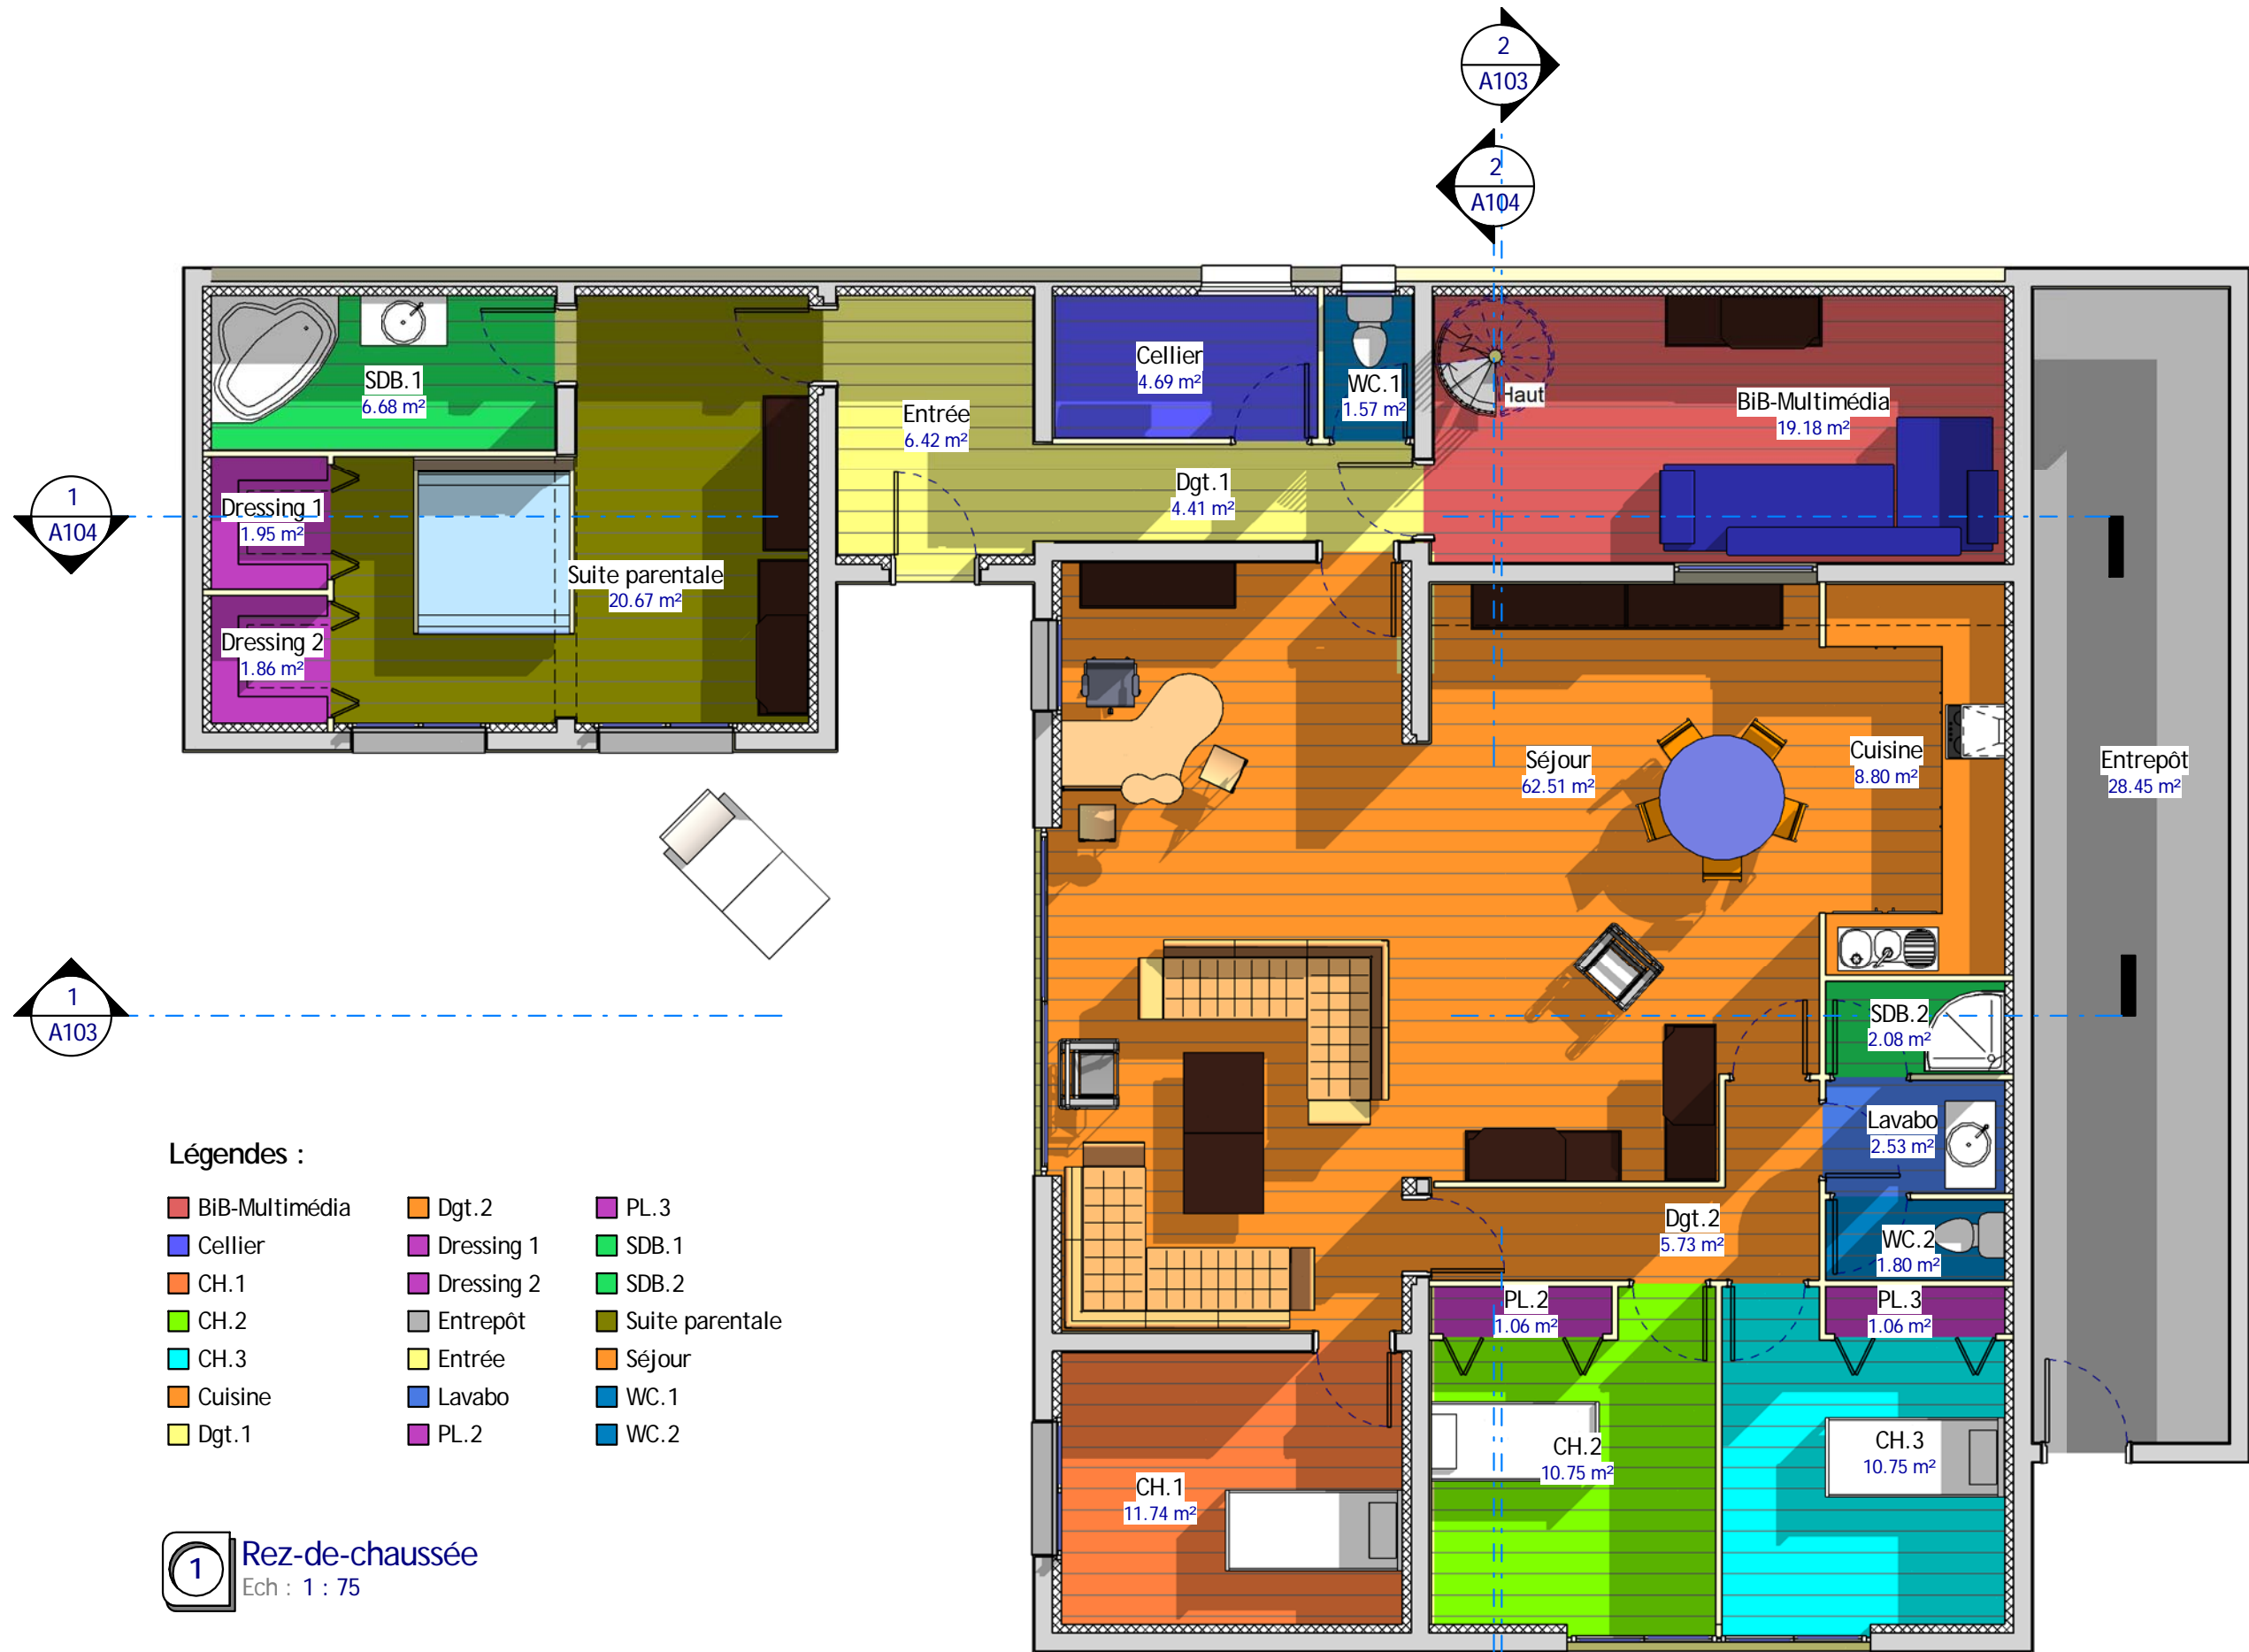 2
A103
2
A104
SDB.1
6.68 m²
Entrée
6.42 m²
Cellier
4.69 m²
WC.1
1.57 m²
Haut
BiB-Multimédia
19.18 m²
1
A104
Dressing 1
1.95 m²
Dgt.1
4.41 m²
Suite parentale
20.67 m²
Dressing 2
1.86 m²
Séjour
62.51 m²
Cuisine
8.80 m²
Entrepôt
28.45 m²
1
A103
SDB.2
2.08 m²
Lavabo
2.53 m²
Dgt.2
5.73 m²
WC.2
1.80 m²
PL.2
1.06 m²
PL.3
1.06 m²
CH.1
11.74 m²
CH.2
10.75 m²
CH.3
10.75 m²
Légendes :
BiB-Multimédia
Cellier
CH.1
CH.2
CH.3
Cuisine
Dgt.1
Dgt.2
Dressing 1
Dressing 2
Entrepôt
Entrée
Lavabo
PL.2
PL.3
SDB.1
SDB.2
Suite parentale
Séjour
WC.1
WC.2
1
Rez-de-chaussée
Ech : 1 : 75